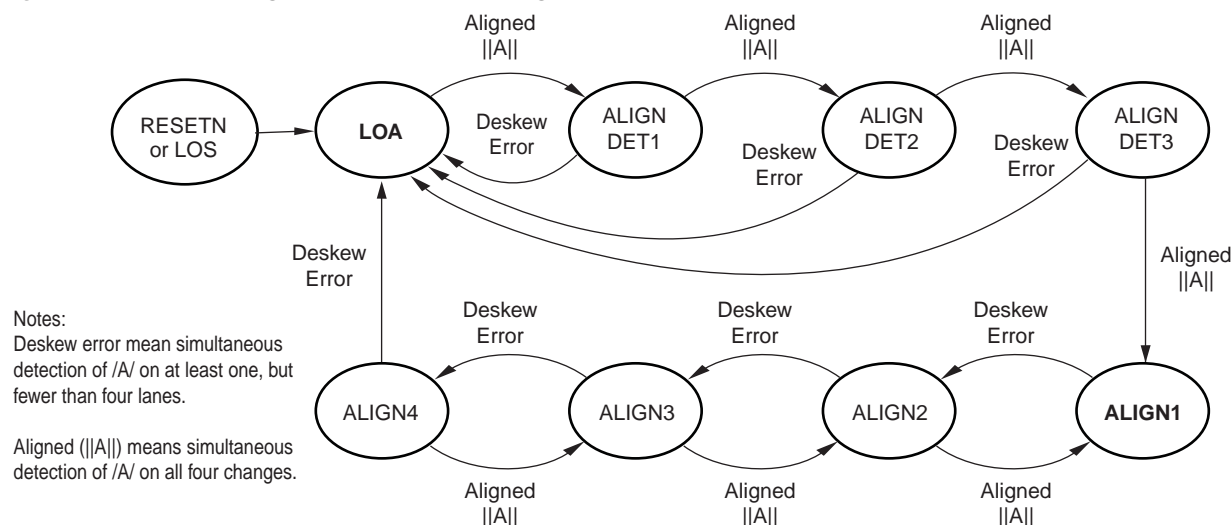 Aligned
||A||
Aligned
||A||
Aligned
||A||
RESETN
or LOS
LOA
Deskew
Error
ALIGN
DET1
Deskew
Error
ALIGN
DET2
Deskew
Error
ALIGN
DET3
Deskew
Error
Aligned
||A||
Notes:
Deskew error mean simultaneous
detection of /A/ on at least one, but
fewer than four lanes.
Aligned (||A||) means simultaneous
detection of /A/ on all four changes.
Deskew
Error
Deskew
Error
Deskew
Error
ALIGN4
ALIGN3
ALIGN2
ALIGN1
Aligned
||A||
Aligned
||A||
Aligned
||A||